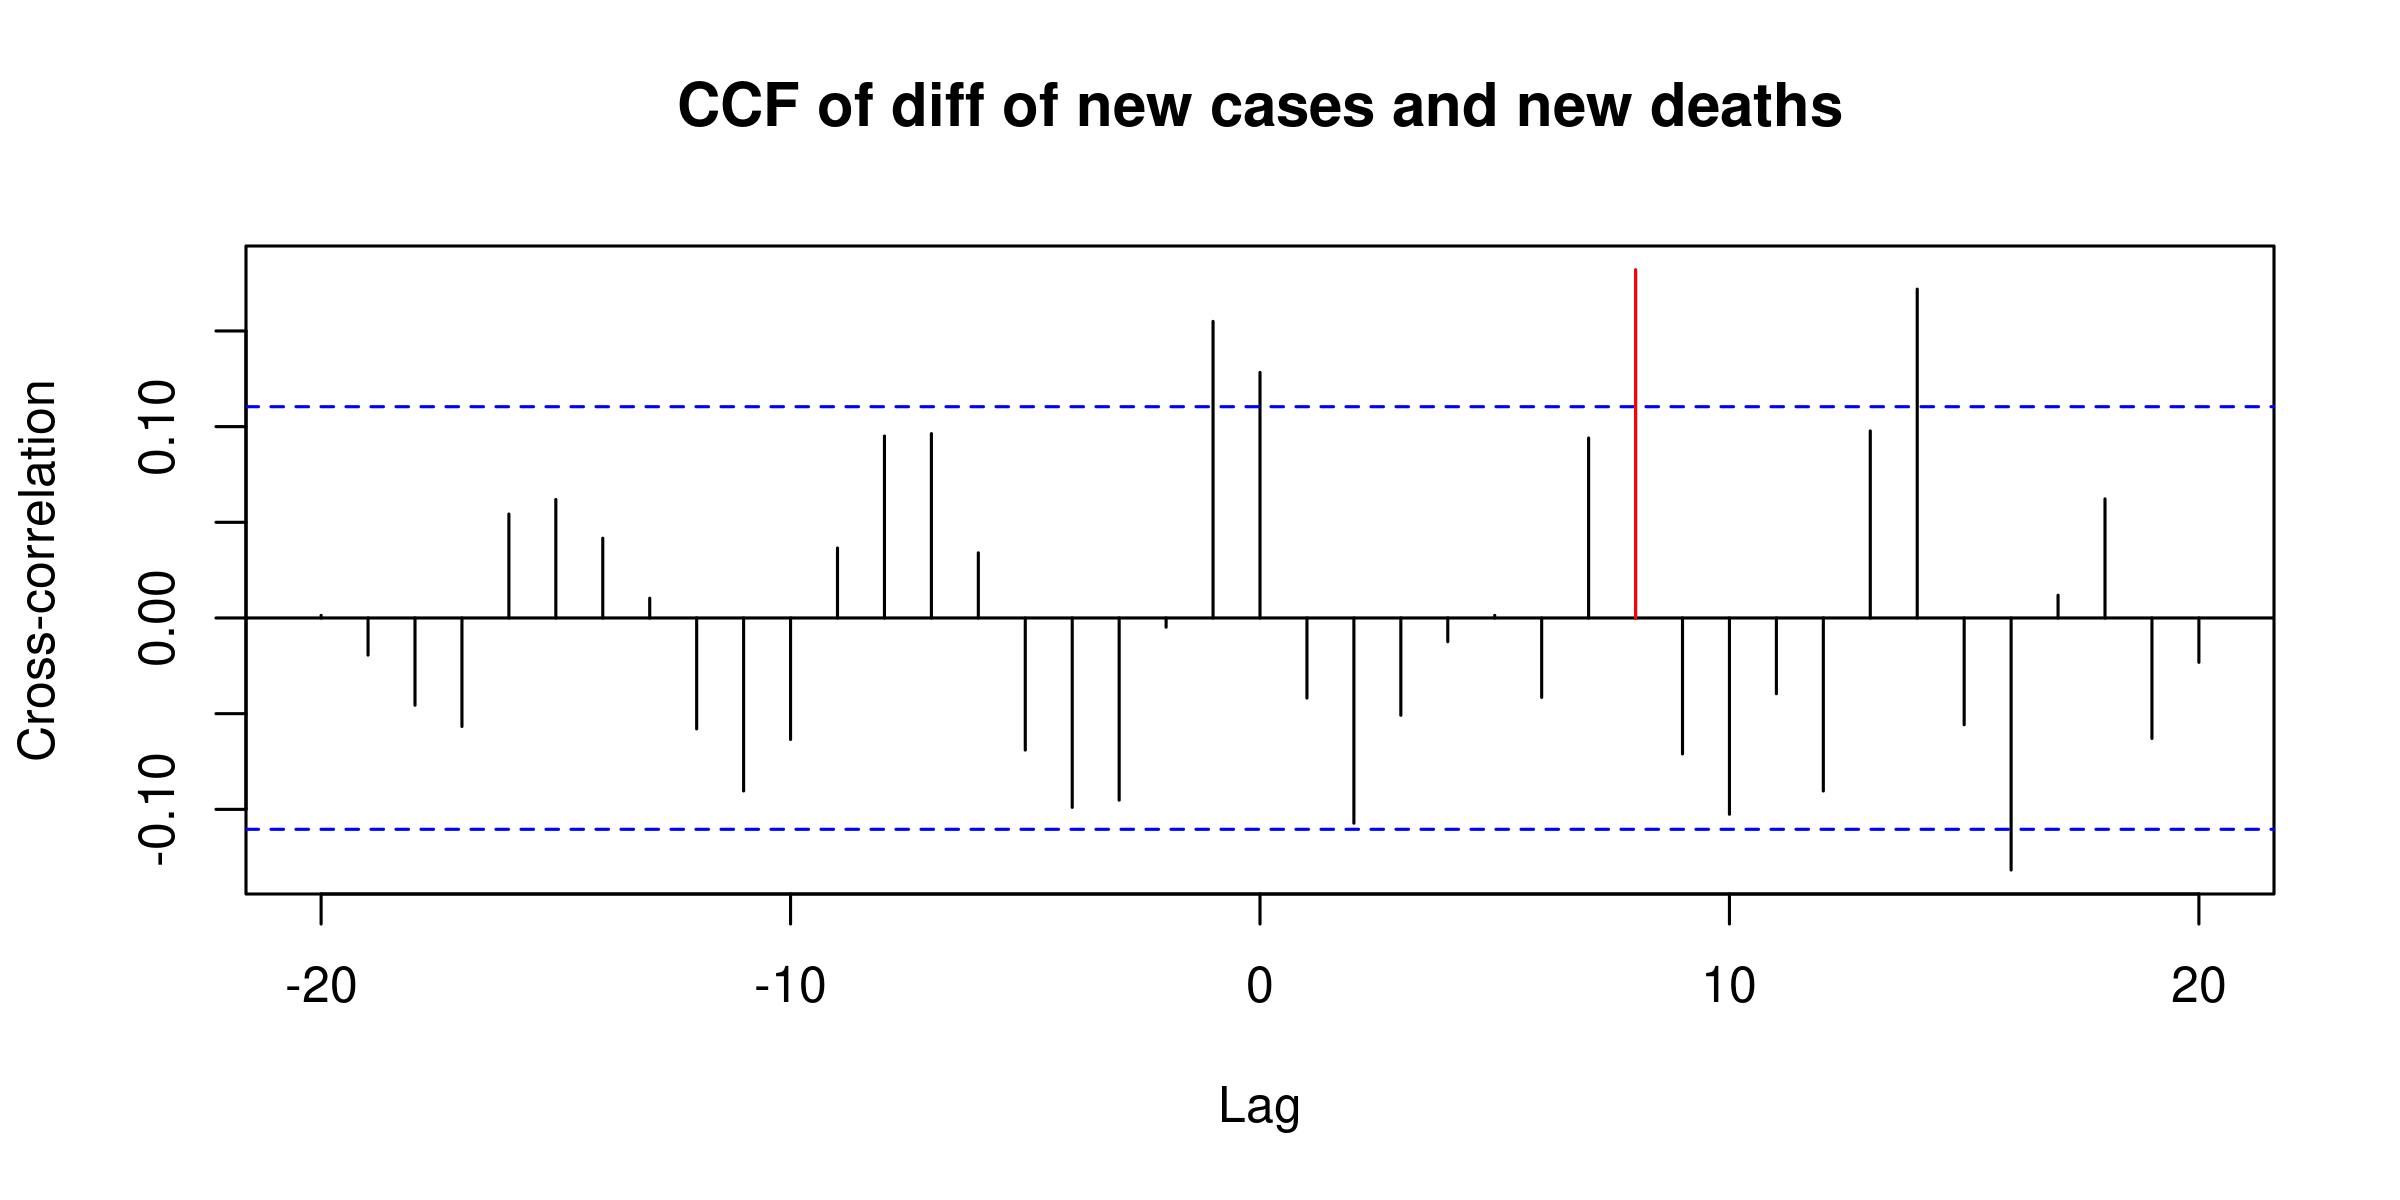 CCF of diff of new cases and new deaths
Cross-correlation
0.10
0.00
-0.10
-20 -10 0 10 20
Lag